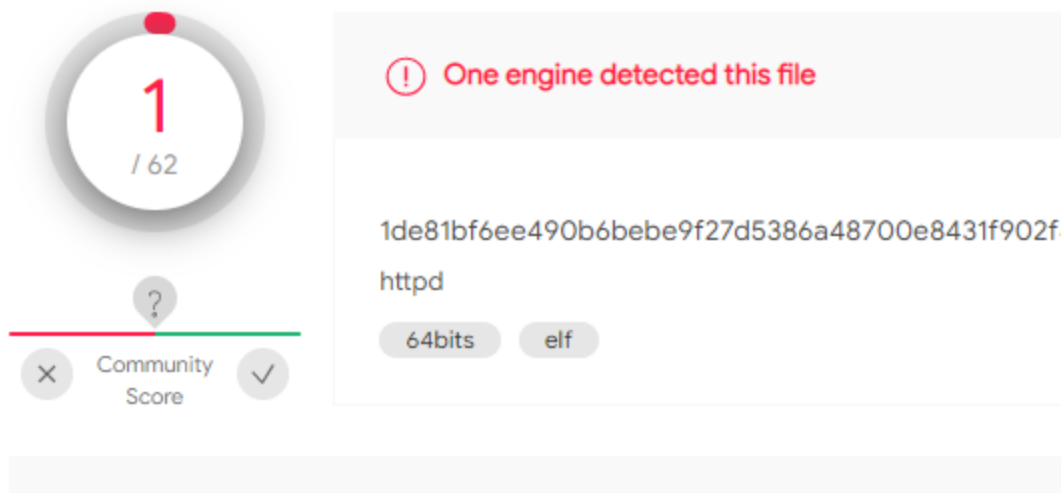 1
/ 62
One engine detected this file
1de81bf6ee490b6bebe9f27d5386a48700e8431f902f
httpd
64bits elf
?
Community
Score